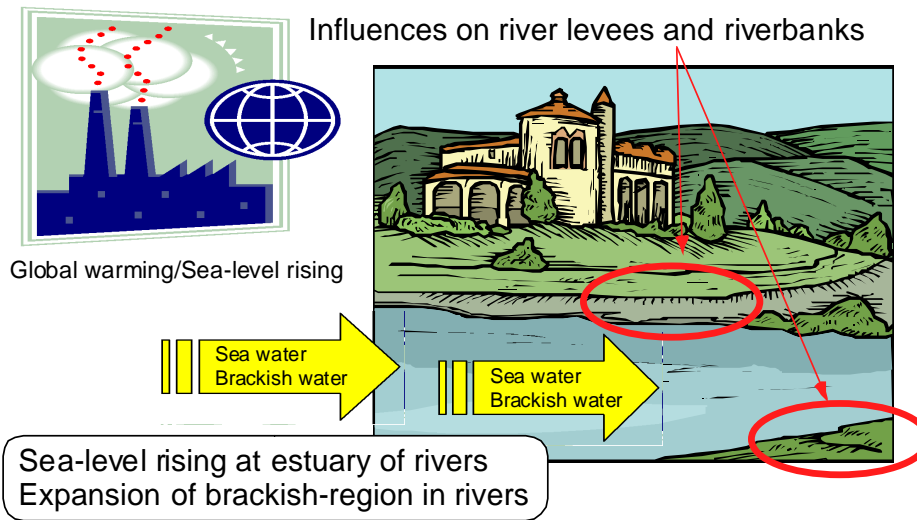 Influences on river levees and riverbanks
Global warming/Sea-level rising
Sea water
Brackish water
Sea water
Brackish water
Sea-level rising at estuary of rivers
Expansion of brackish-region in rivers